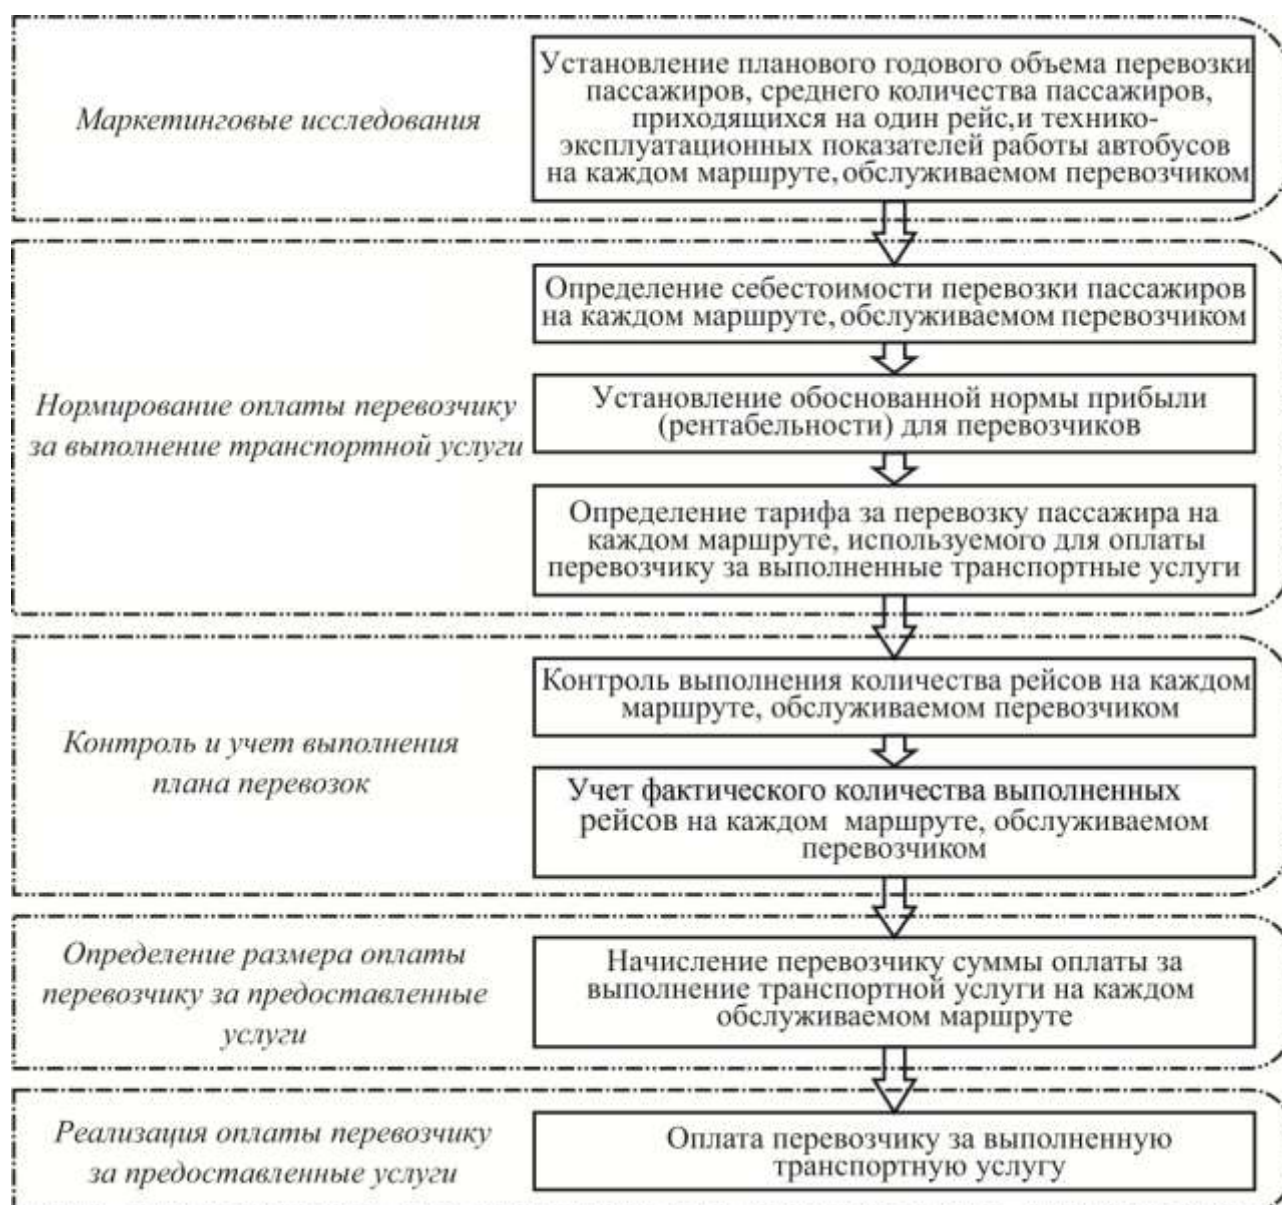 Маркетинговые исследования
Установление планового годового объема перевозки
пассажиров, среднего количества пассажиров,
приходящихся на один рейс,и технико-
эксплуатационных показателей работы автобусов
на каждом маршруте, обслуживаемом перевозчиком
Нормирование оплаты перевозчику
за выполнение транспортной услуги
Определение себестоимости перевозки пассажиров
на каждом маршруте, обслуживаемом перевозчиком
Установление обоснованной нормы прибыли
(рентабельности) для перевозчиков
Определение тарифа за перевозку пассажира на
каждом маршруте, используемого для оплаты
перевозчику за выполненные транспортные услуги
Контроль и учет выполнения
плана перевозок
Контроль выполнения количества рейсов на каждом
маршруте, обслуживаемом перевозчиком
Учет фактического количества выполненных
рейсов на каждом маршруте, обслуживаемом
перевозчиком
Определение размера оплаты
перевозчику за предоставленные
услуги
Начисление перевозчику суммы оплаты за
выполнение транспортной услуги на каждом
обслуживаемом маршруте
Реализация оплаты перевозчику
за предоставленные услуги
Оплата перевозчику за выполненную
транспортную услугу